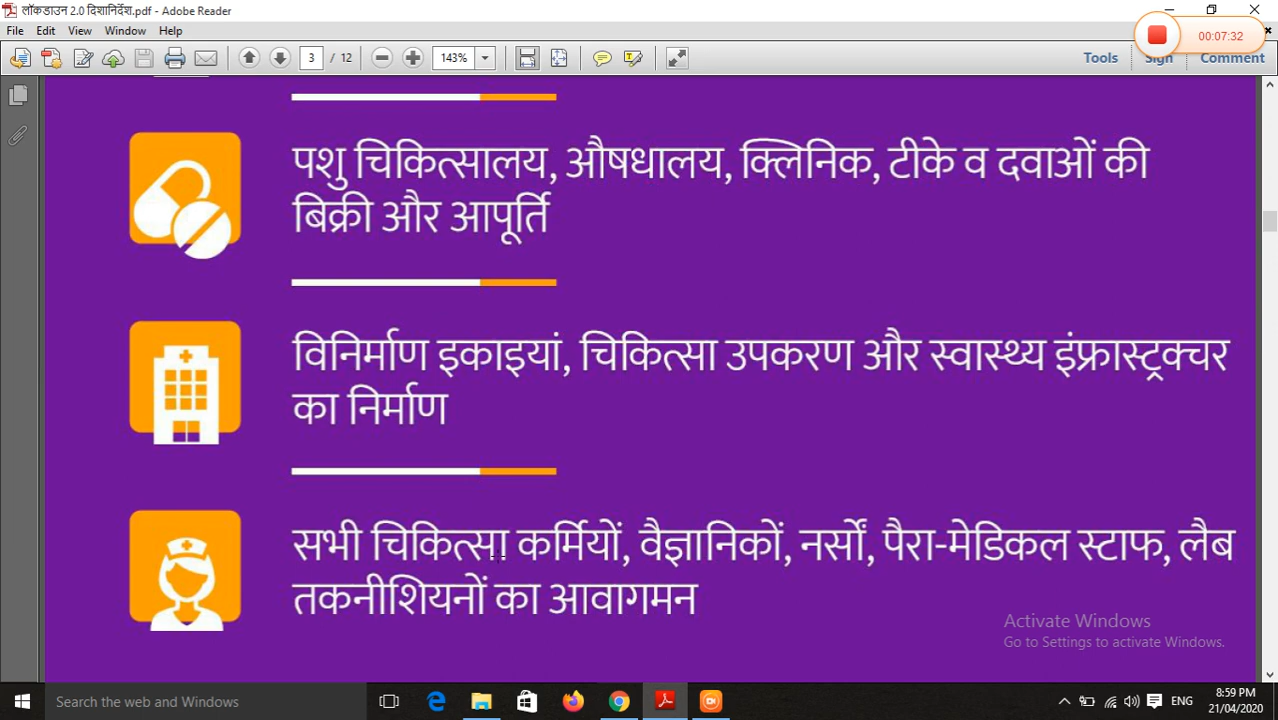 लॉकडाउन 2.0 दिशानिर्देश.pdf - Adobe Reader
File Edit View Window Help
00:07:32
3 / 12 143% Tools Sign Comment
पशु चिकित्सालय, औषधालय, क्लिनिक, टीके व दवाओं की
बिक्री और आपूर्ति
विनिर्माण इकाइयां, चिकित्सा उपकरण और स्वास्थ्य इंफ्रास्ट्रक्चर
का निर्माण
सभी चिकित्सा कर्मियों, वैज्ञानिकों, नर्सों, पैरा-मेडिकल स्टाफ, लैब
तकनीशियनों का आवागमन
Activate Windows
Go to Settings to activate Windows.
Search the web and Windows
ENG
8:59 PM
21/04/2020